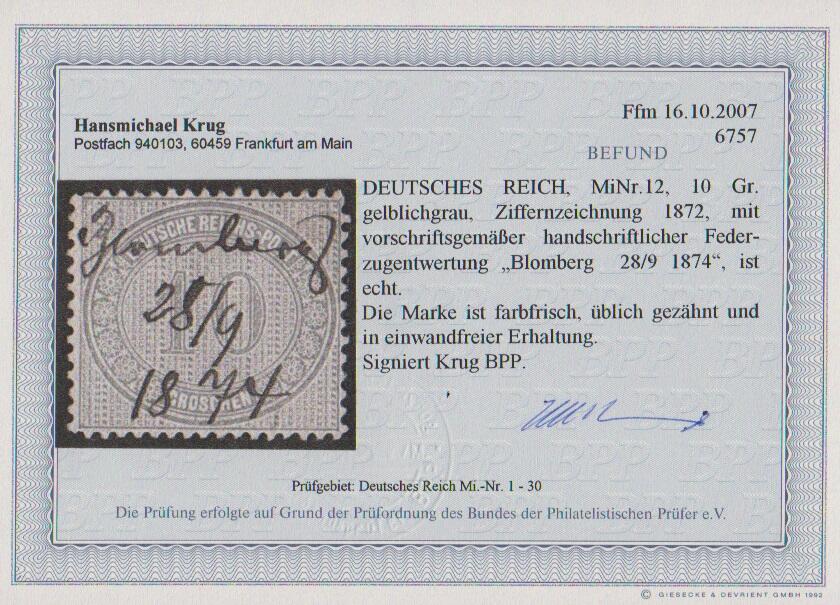 Hansmichael Krug
Postfach 940103, 60459 Frankfurt am Main
Ffm 16.10.2007
6757
BEFUND
DEUTSCHE REICHS-POST
Blomberg
28/9
10
1874
GROSCHEN
DEUTSCHES REICH, MiNr.12, 10 Gr.
gelblichgrau, Ziffernzeichnung 1872, mit
vorschriftsgemäßer handschriftlicher Feder-
zugentwertung „Blomberg 28/9 1874“, ist
echt.
Die Marke ist farbfrisch, üblich gezähnt und
in einwandfreier Erhaltung.
Signiert Krug BPP.
Prüfgebiet: Deutsches Reich Mi.-Nr. 1 - 30
Die Prüfung erfolgte auf Grund der Prüfordnung des Bundes der Philatelistischen Prüfer e.V.
© GIESECKE & DEVRIENT GMBH 1992